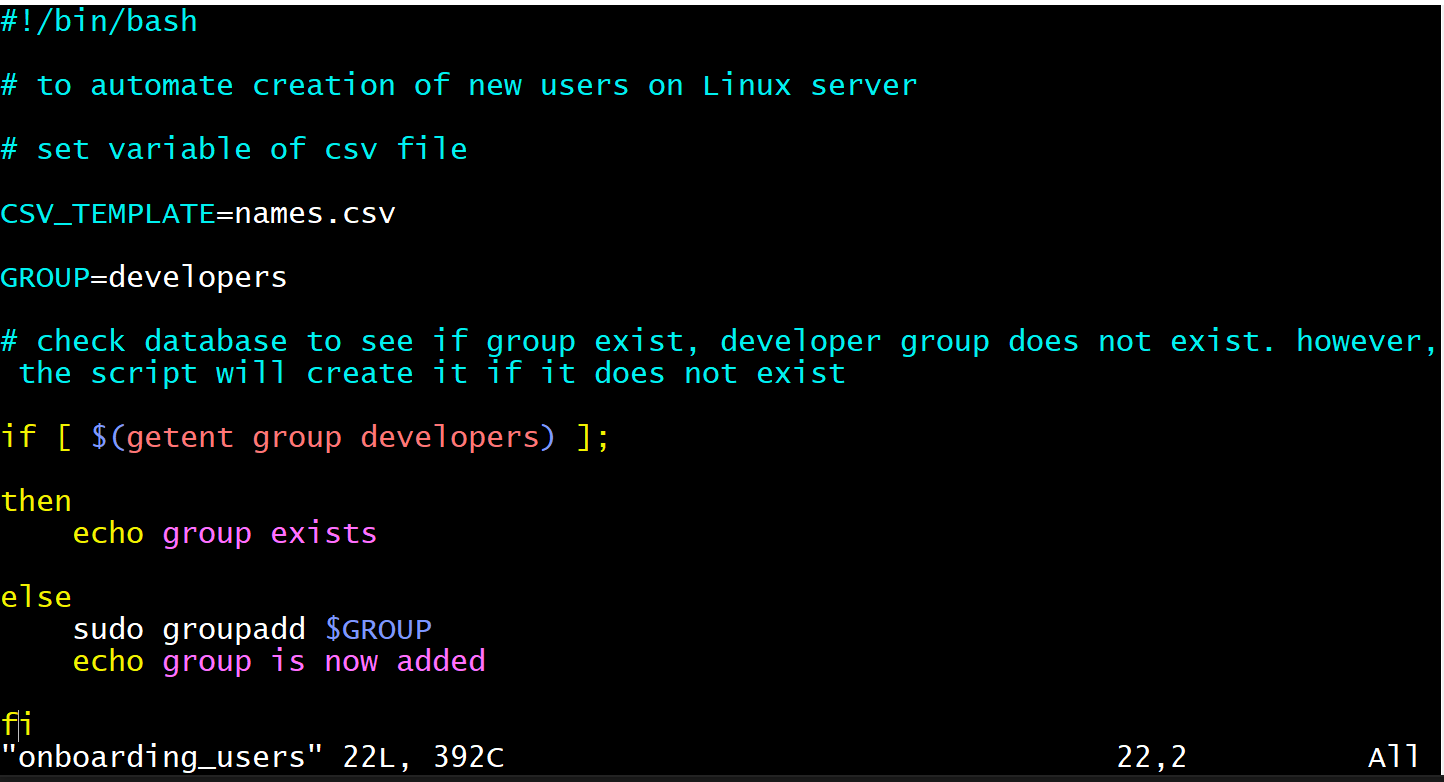 #!/bin/bash
# to automate creation of new users on Linux server
# set variable of csv file
CSV_TEMPLATE=names.csv
GROUP=developers
# check database to see if group exist, developer group does not exist. however,
 the script will create it if it does not exist
if [ $(getent group developers) ];
then
    echo group exists
else
    sudo groupadd $GROUP
    echo group is now added
fi
"onboarding_users" 22L, 392C 22,2 All